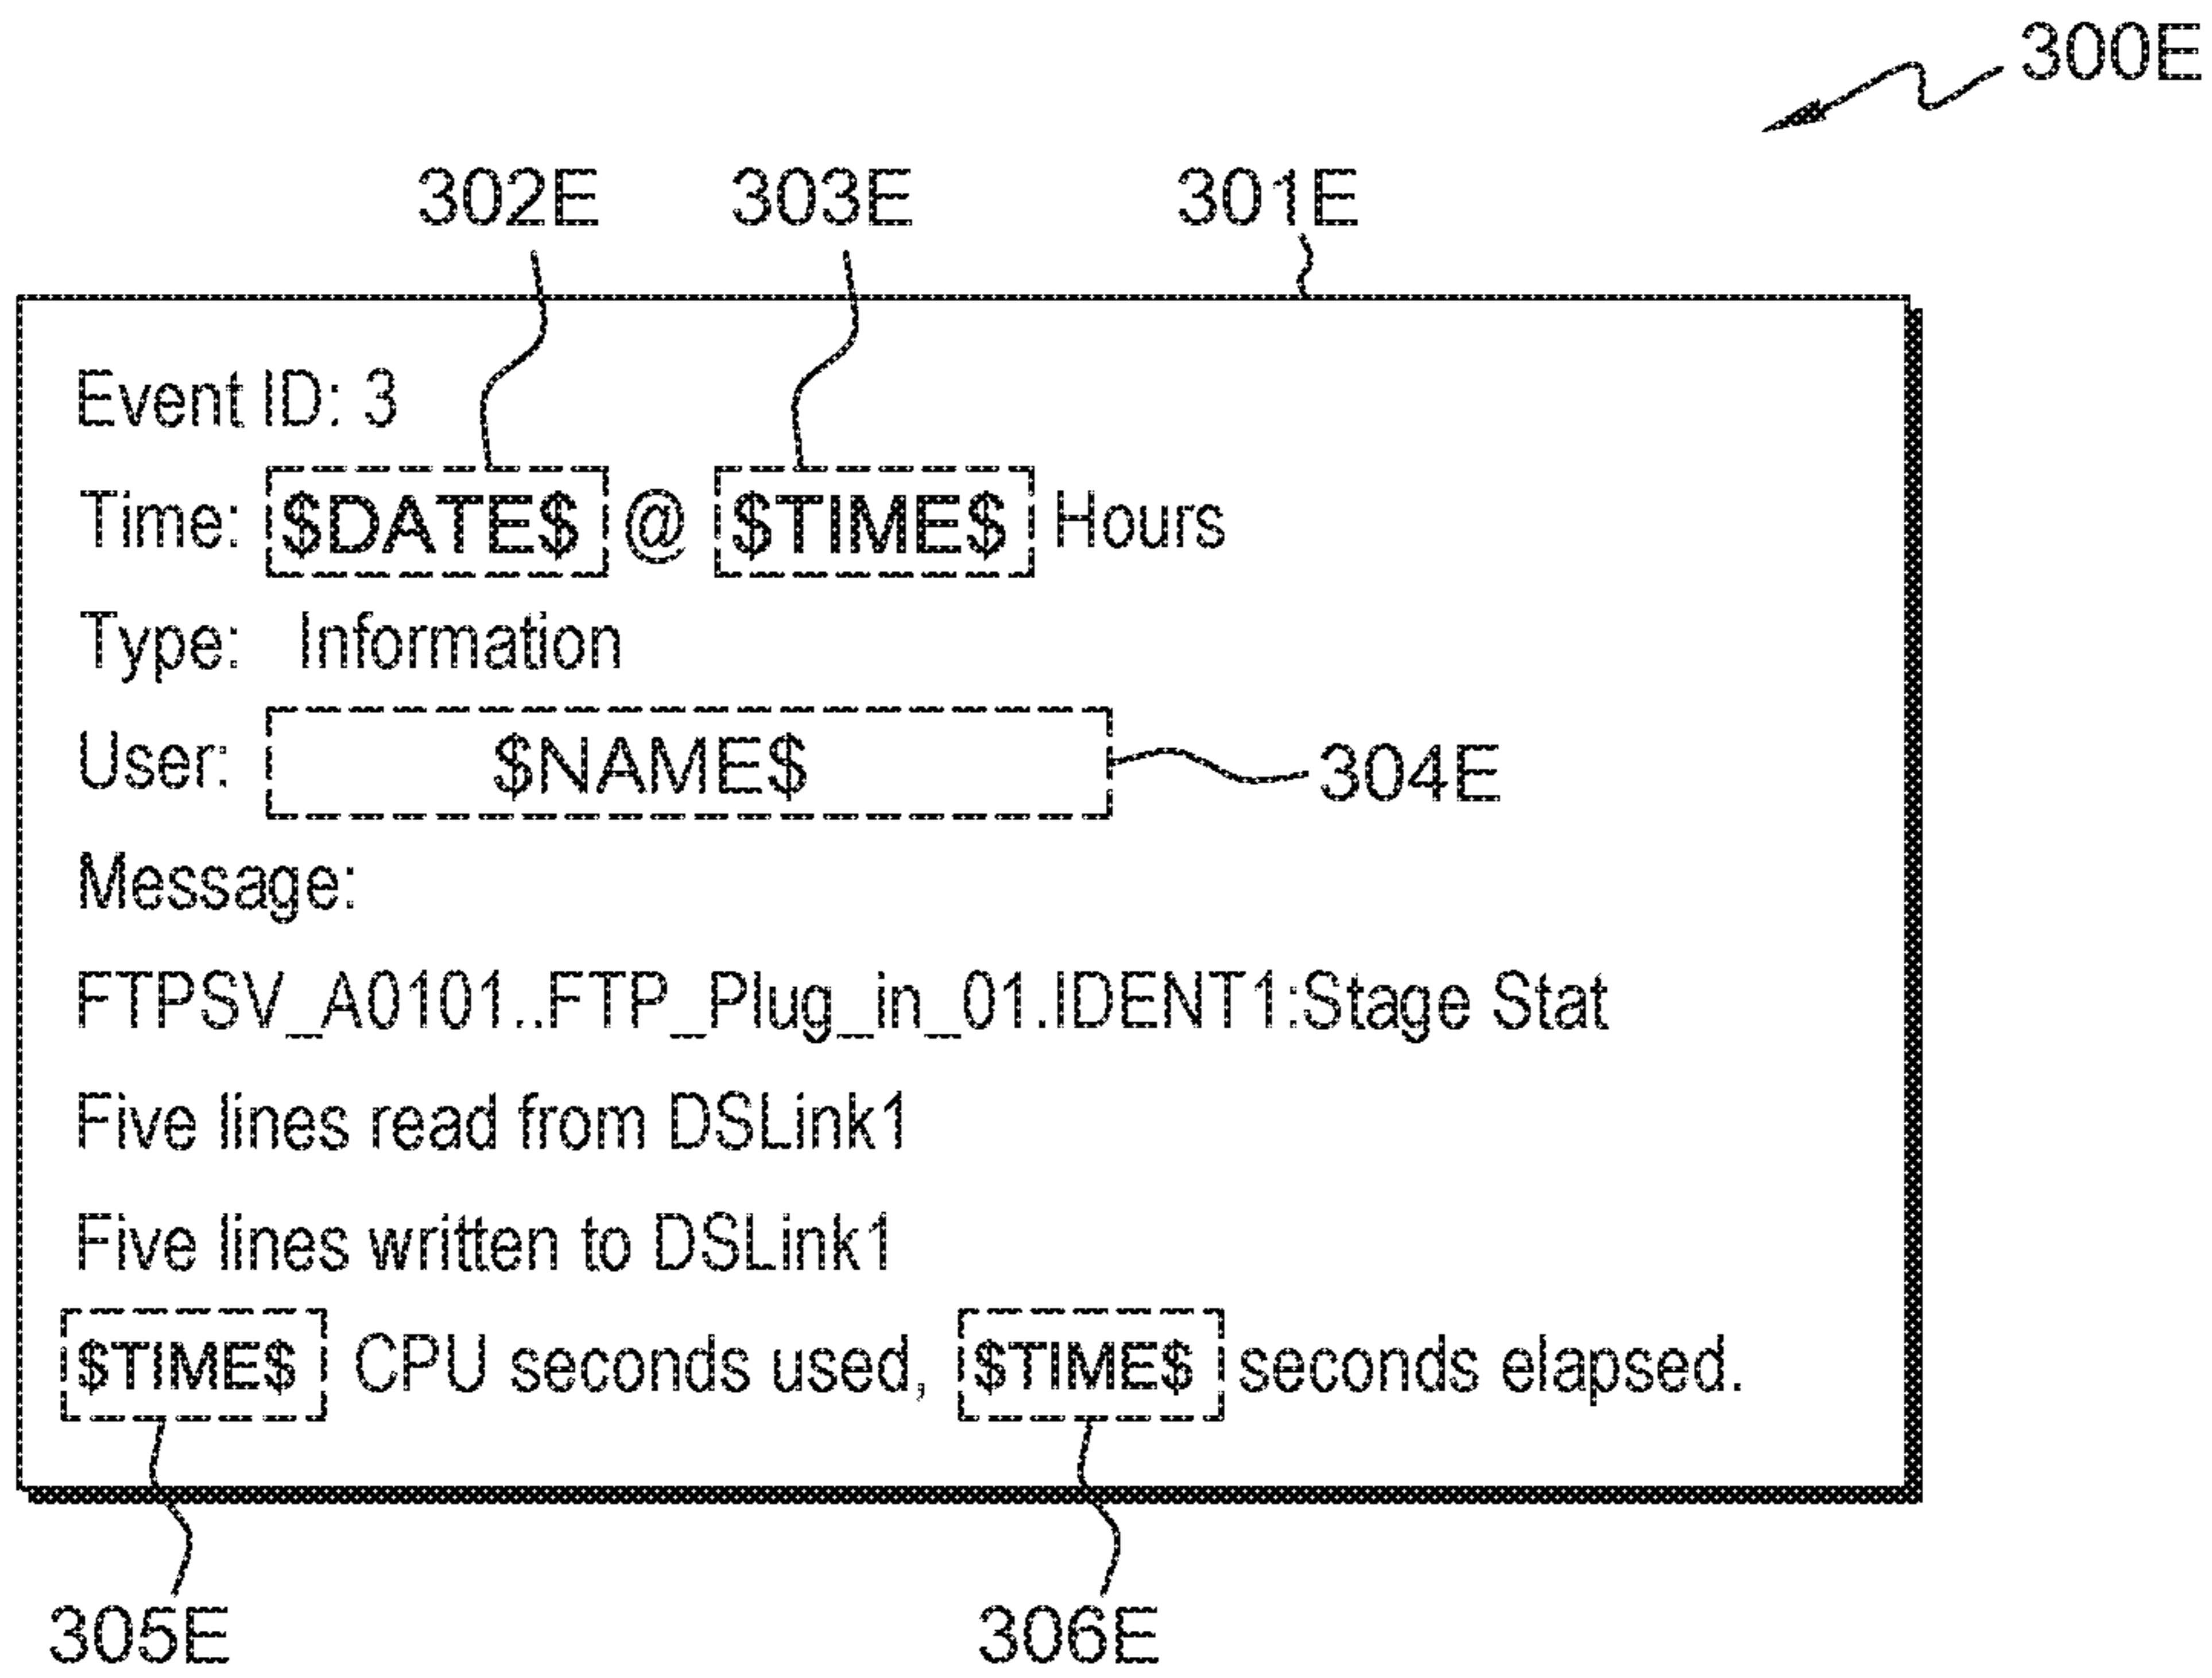 300E
302E 303E 301E
Event ID: 3
Time: $DATE$ @ $TIME$ Hours
Type: Information
User: $NAME$ 304E
Message:
FTPSV_A0101..FTP_Plug_in_01.IDENT1:Stage Stat
Five lines read from DSLink1
Five lines written to DSLink1
$TIME$ CPU seconds used, $TIME$ seconds elapsed.
305E 306E